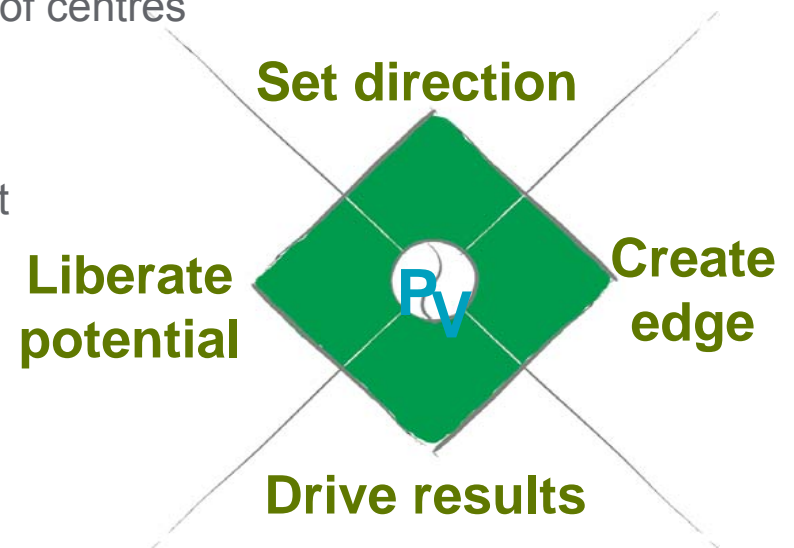 of centres
Set direction
t
Liberate
potential
Create
edge
PV
Drive results